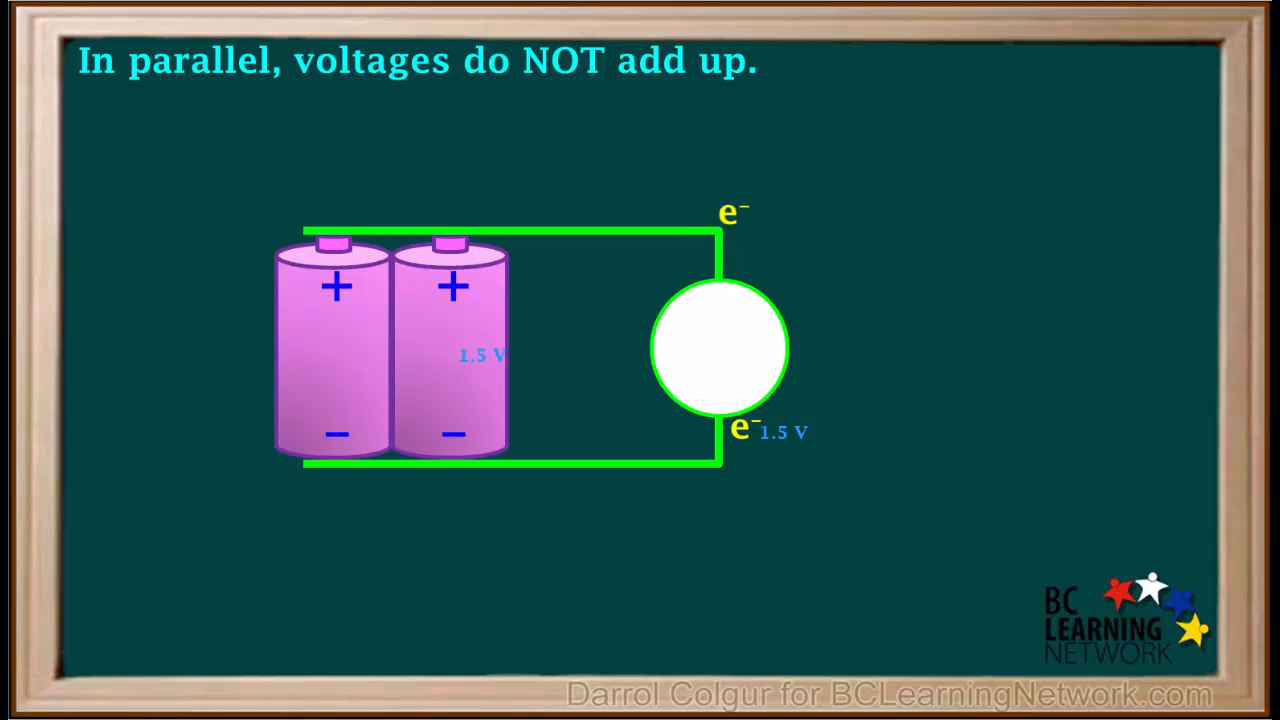 In parallel, voltages do NOT add up.
e⁻
+ +
1.5 V
− −
e⁻ 1.5 V
BC
LEARNING
NETWORK
Darrol Colgur for BCLearningNetwork.com